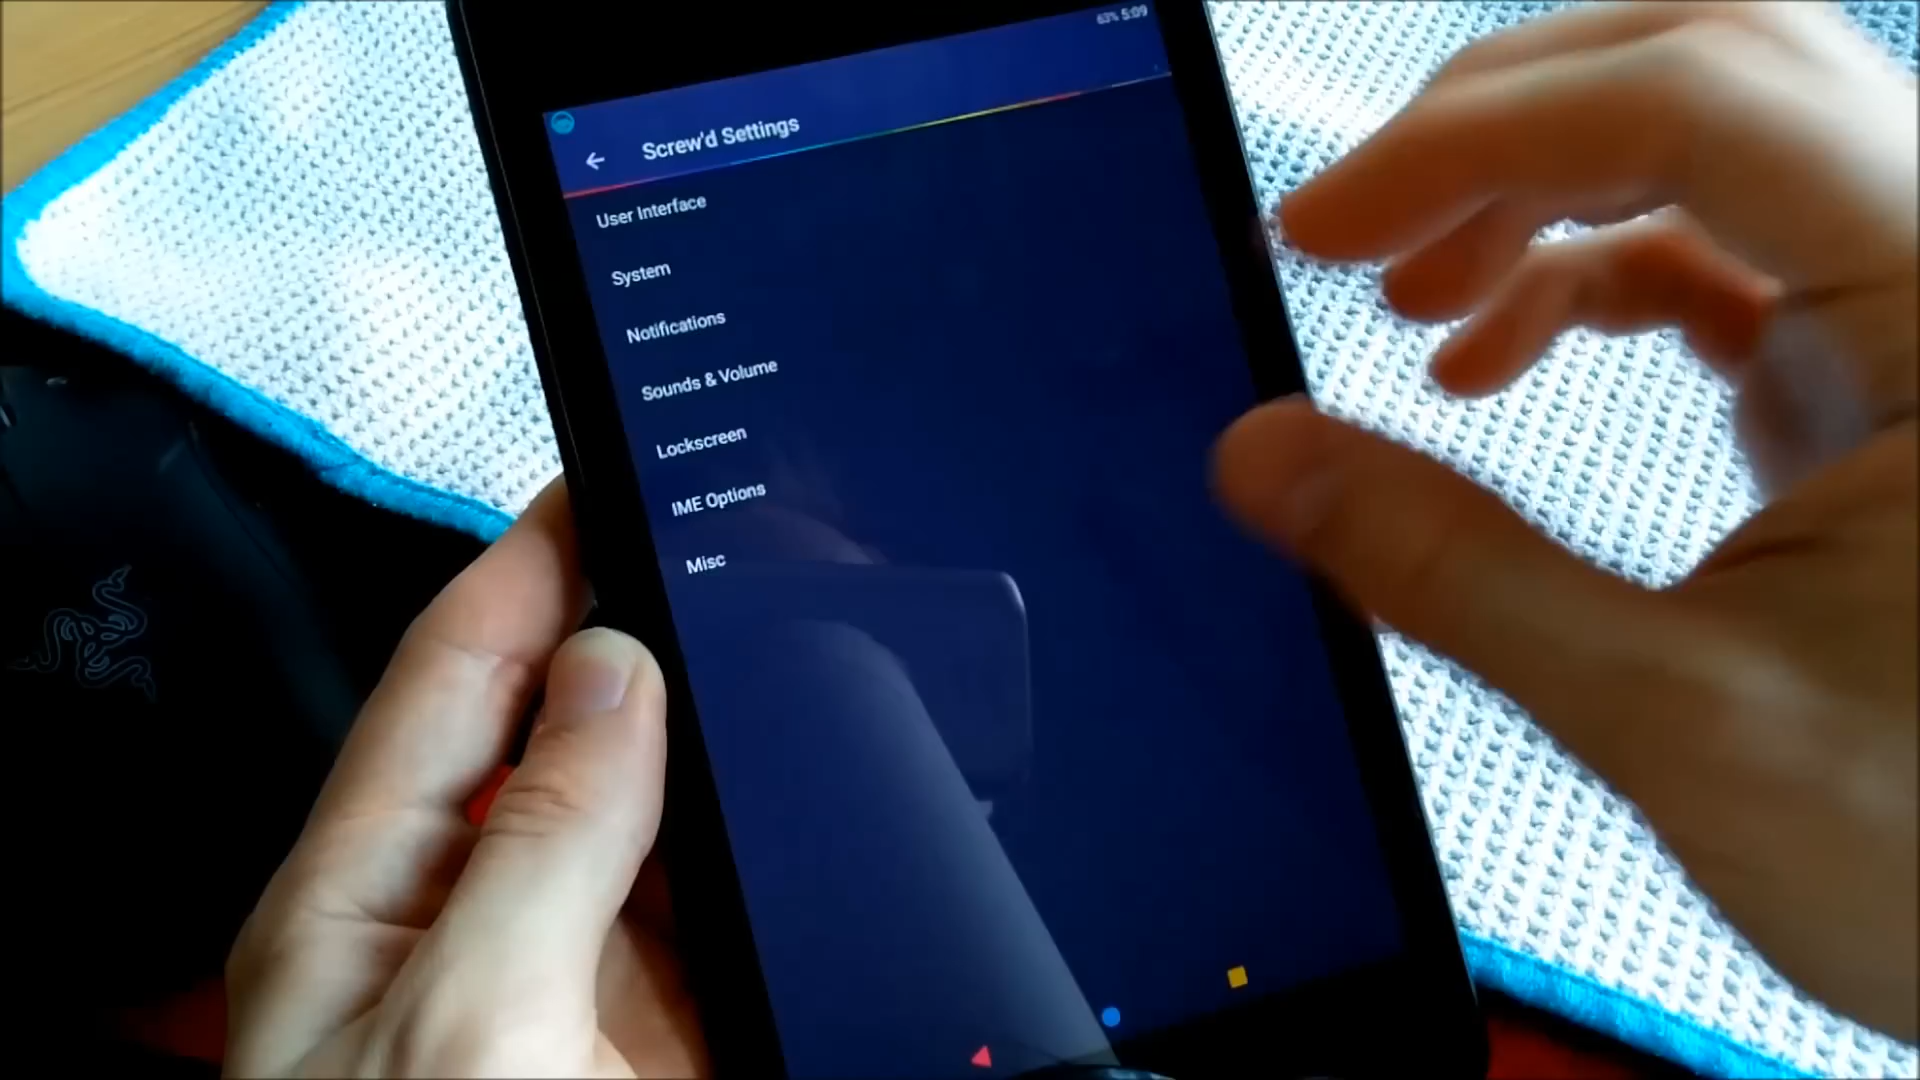 63% 5:09
Screw'd Settings
User Interface
System
Notifications
Sounds & Volume
Lockscreen
IME Options
Misc